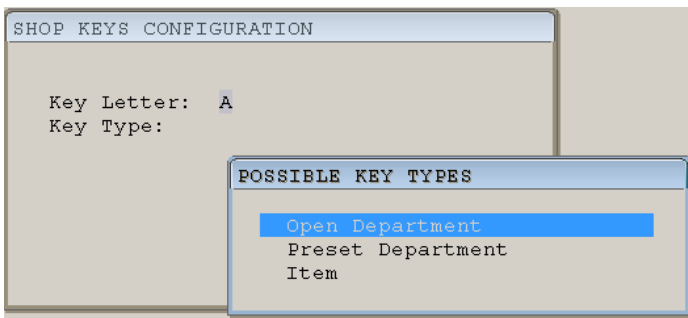 SHOP KEYS CONFIGURATION
Key Letter: A
Key Type:
POSSIBLE KEY TYPES
Open Department
Preset Department
Item